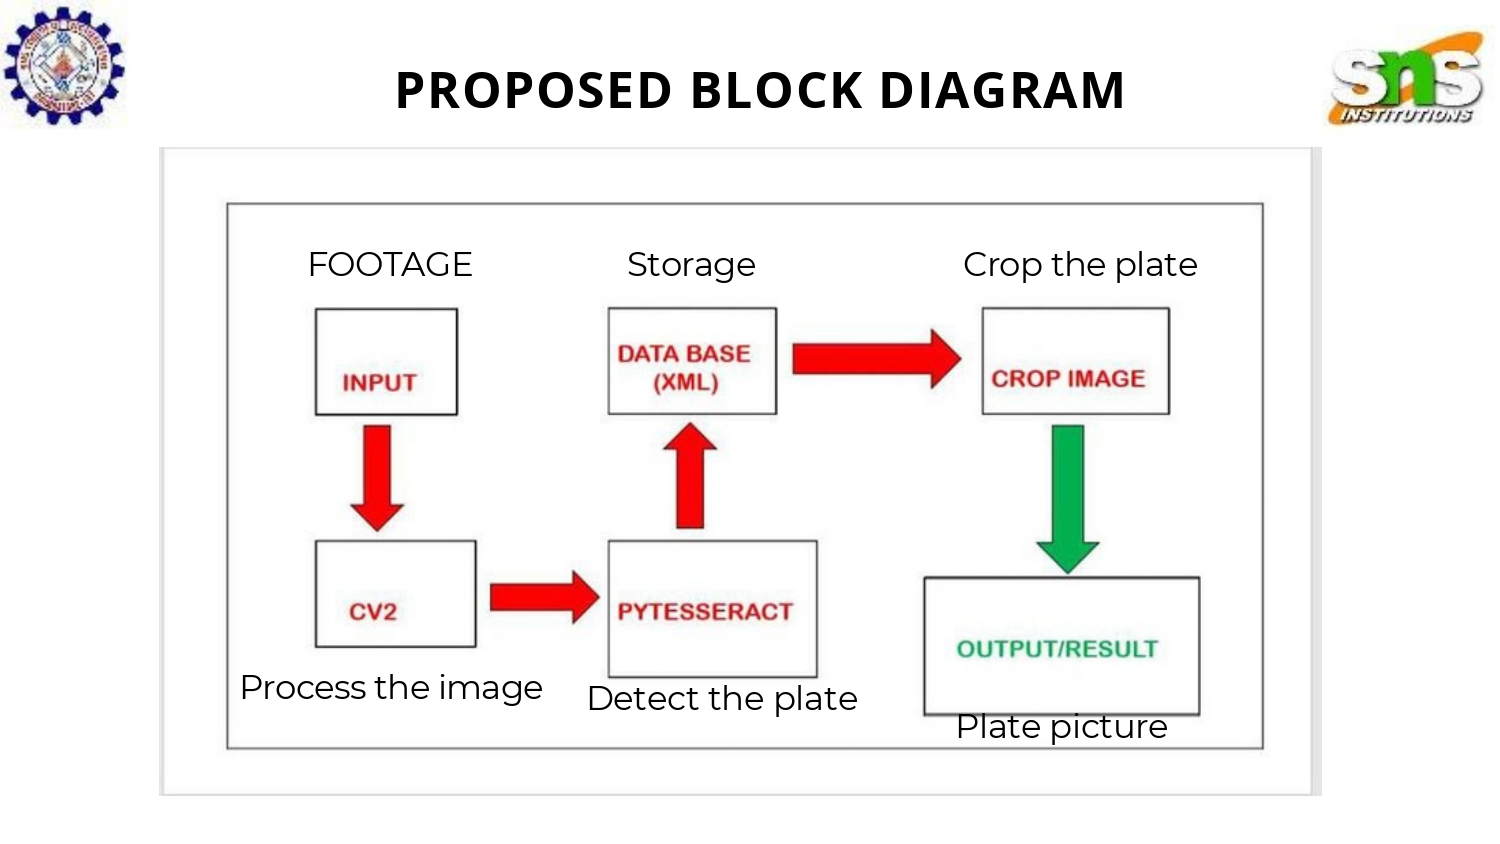 PROPOSED BLOCK DIAGRAM
sns
INSTITUTIONS
FOOTAGE
Storage
Crop the plate
INPUT
DATA BASE
(XML)
CROP IMAGE
CV2
PYTESSERACT
OUTPUT/RESULT
Process the image
Detect the plate
Plate picture